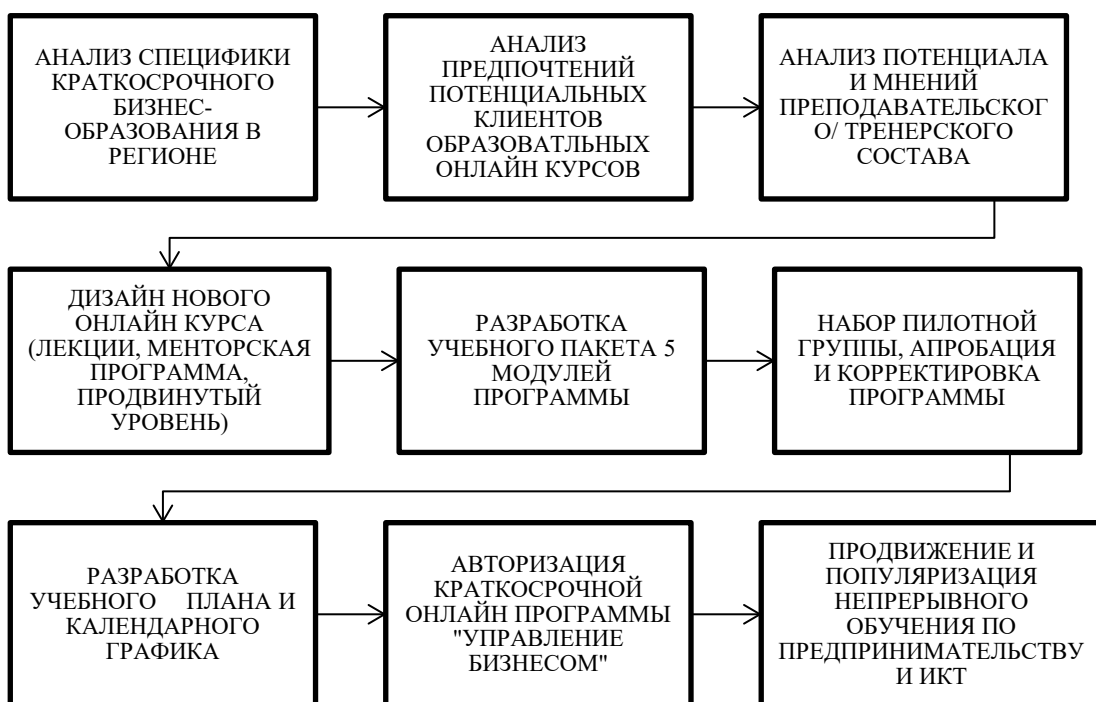 АНАЛИЗ СПЕЦИФИКИ
КРАТКОСРОЧНОГО
БИЗНЕС-
ОБРАЗОВАНИЯ В
РЕГИОНЕ
АНАЛИЗ
ПРЕДПОЧТЕНИЙ
ПОТЕНЦИАЛЬНЫХ
КЛИЕНТОВ
ОБРАЗОВАТЛЬНЫХ
ОНЛАЙН КУРСОВ
АНАЛИЗ ПОТЕНЦИАЛА
И МНЕНИЙ
ПРЕПОДАВАТЕЛЬСКОГ
О/ ТРЕНЕРСКОГО
СОСТАВА
ДИЗАЙН НОВОГО
ОНЛАЙН КУРСА
(ЛЕКЦИИ, МЕНТОРСКАЯ
ПРОГРАММА,
ПРОДВИНУТЫЙ
УРОВЕНЬ)
РАЗРАБОТКА
УЧЕБНОГО ПАКЕТА 5
МОДУЛЕЙ
ПРОГРАММЫ
НАБОР ПИЛОТНОЙ
ГРУППЫ, АПРОБАЦИЯ
И КОРРЕКТИРОВКА
ПРОГРАММЫ
РАЗРАБОТКА
УЧЕБНОГО ПЛАНА И
КАЛЕНДАРНОГО
ГРАФИКА
АВТОРИЗАЦИЯ
КРАТКОСРОЧНОЙ
ОНЛАЙН ПРОГРАММЫ
"УПРАВЛЕНИЕ
БИЗНЕСОМ"
ПРОДВИЖЕНИЕ И
ПОПУЛЯРИЗАЦИЯ
НЕПРЕРЫВНОГО
ОБУЧЕНИЯ ПО
ПРЕДПРИНИМАТЕЛЬСТВУ
И ИКТ